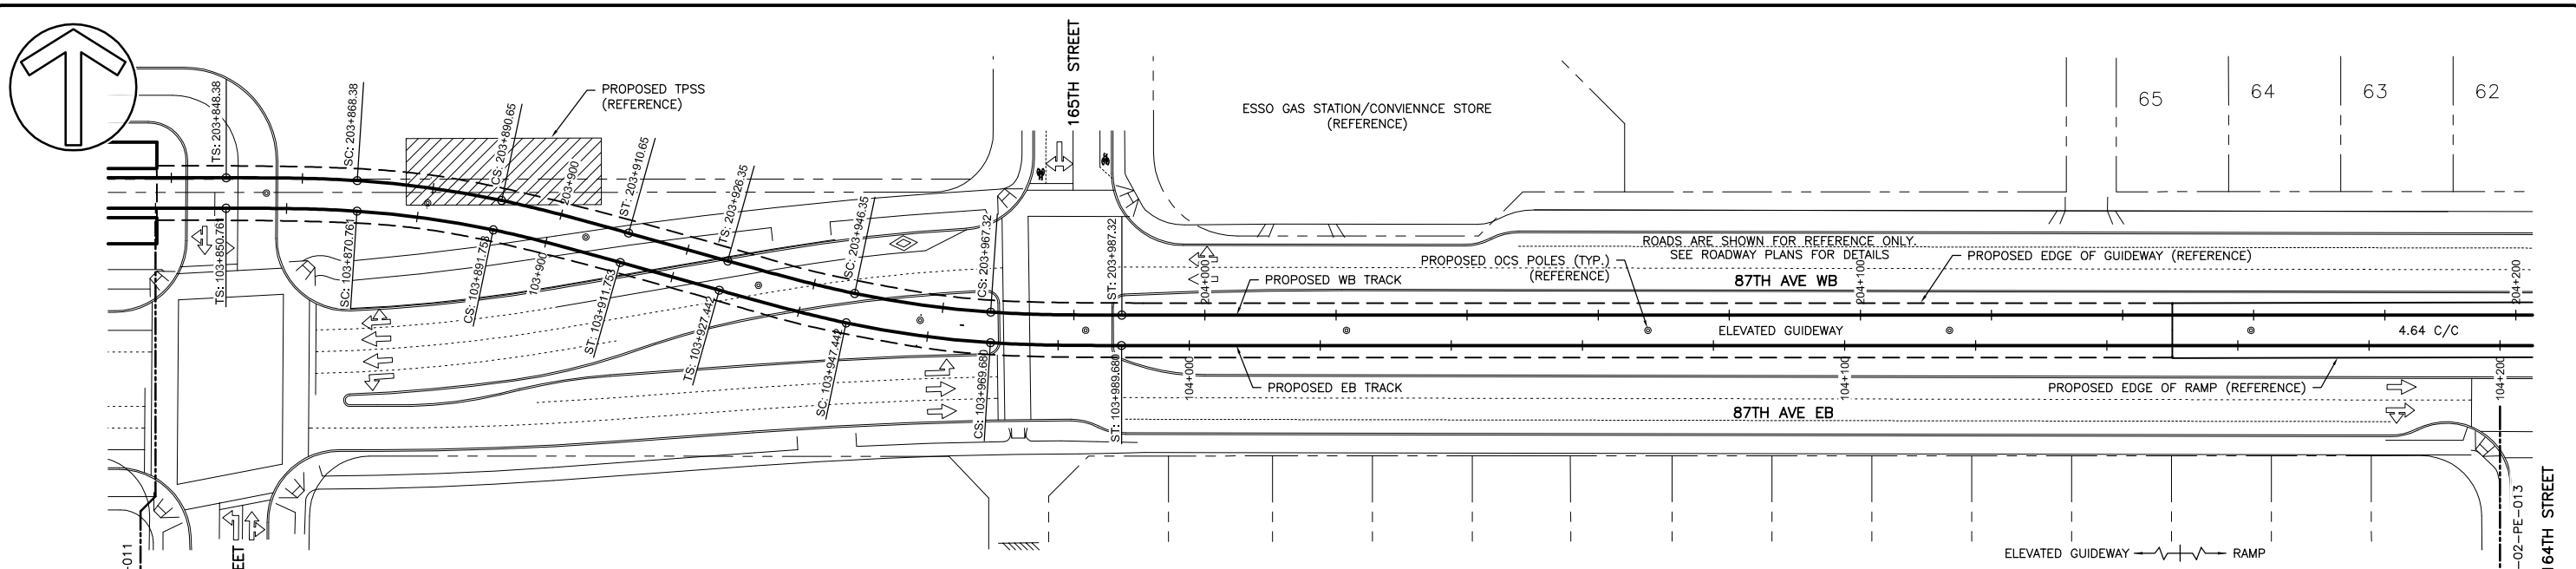 165TH STREET
PROPOSED TPSS
(REFERENCE)
ESSO GAS STATION/CONVIENNCE STORE
(REFERENCE)
65
64
63
62
TS: 203+848.38
SC: 203+868.38
CS: 203+890.65
203+900
ST: 203+910.65
TS: 203+926.35
SC: 203+946.35
CS: 203+967.32
ST: 203+987.32
204+000
204+100
204+200
ROADS ARE SHOWN FOR REFERENCE ONLY.
SEE ROADWAY PLANS FOR DETAILS
PROPOSED OCS POLES (TYP.)
(REFERENCE)
PROPOSED EDGE OF GUIDEWAY (REFERENCE)
PROPOSED WB TRACK
87TH AVE WB
ELEVATED GUIDEWAY
4.64 C/C
TS: 103+850.761
SC: 103+870.761
CS: 103+891.753
103+900
ST: 103+911.753
TS: 103+927.442
SC: 103+947.442
CS: 103+969.680
ST: 103+989.680
104+000
104+100
104+200
PROPOSED EB TRACK
PROPOSED EDGE OF RAMP (REFERENCE)
87TH AVE EB
ELEVATED GUIDEWAY
RAMP
-011
EET
-02-PE-013
164TH STREET